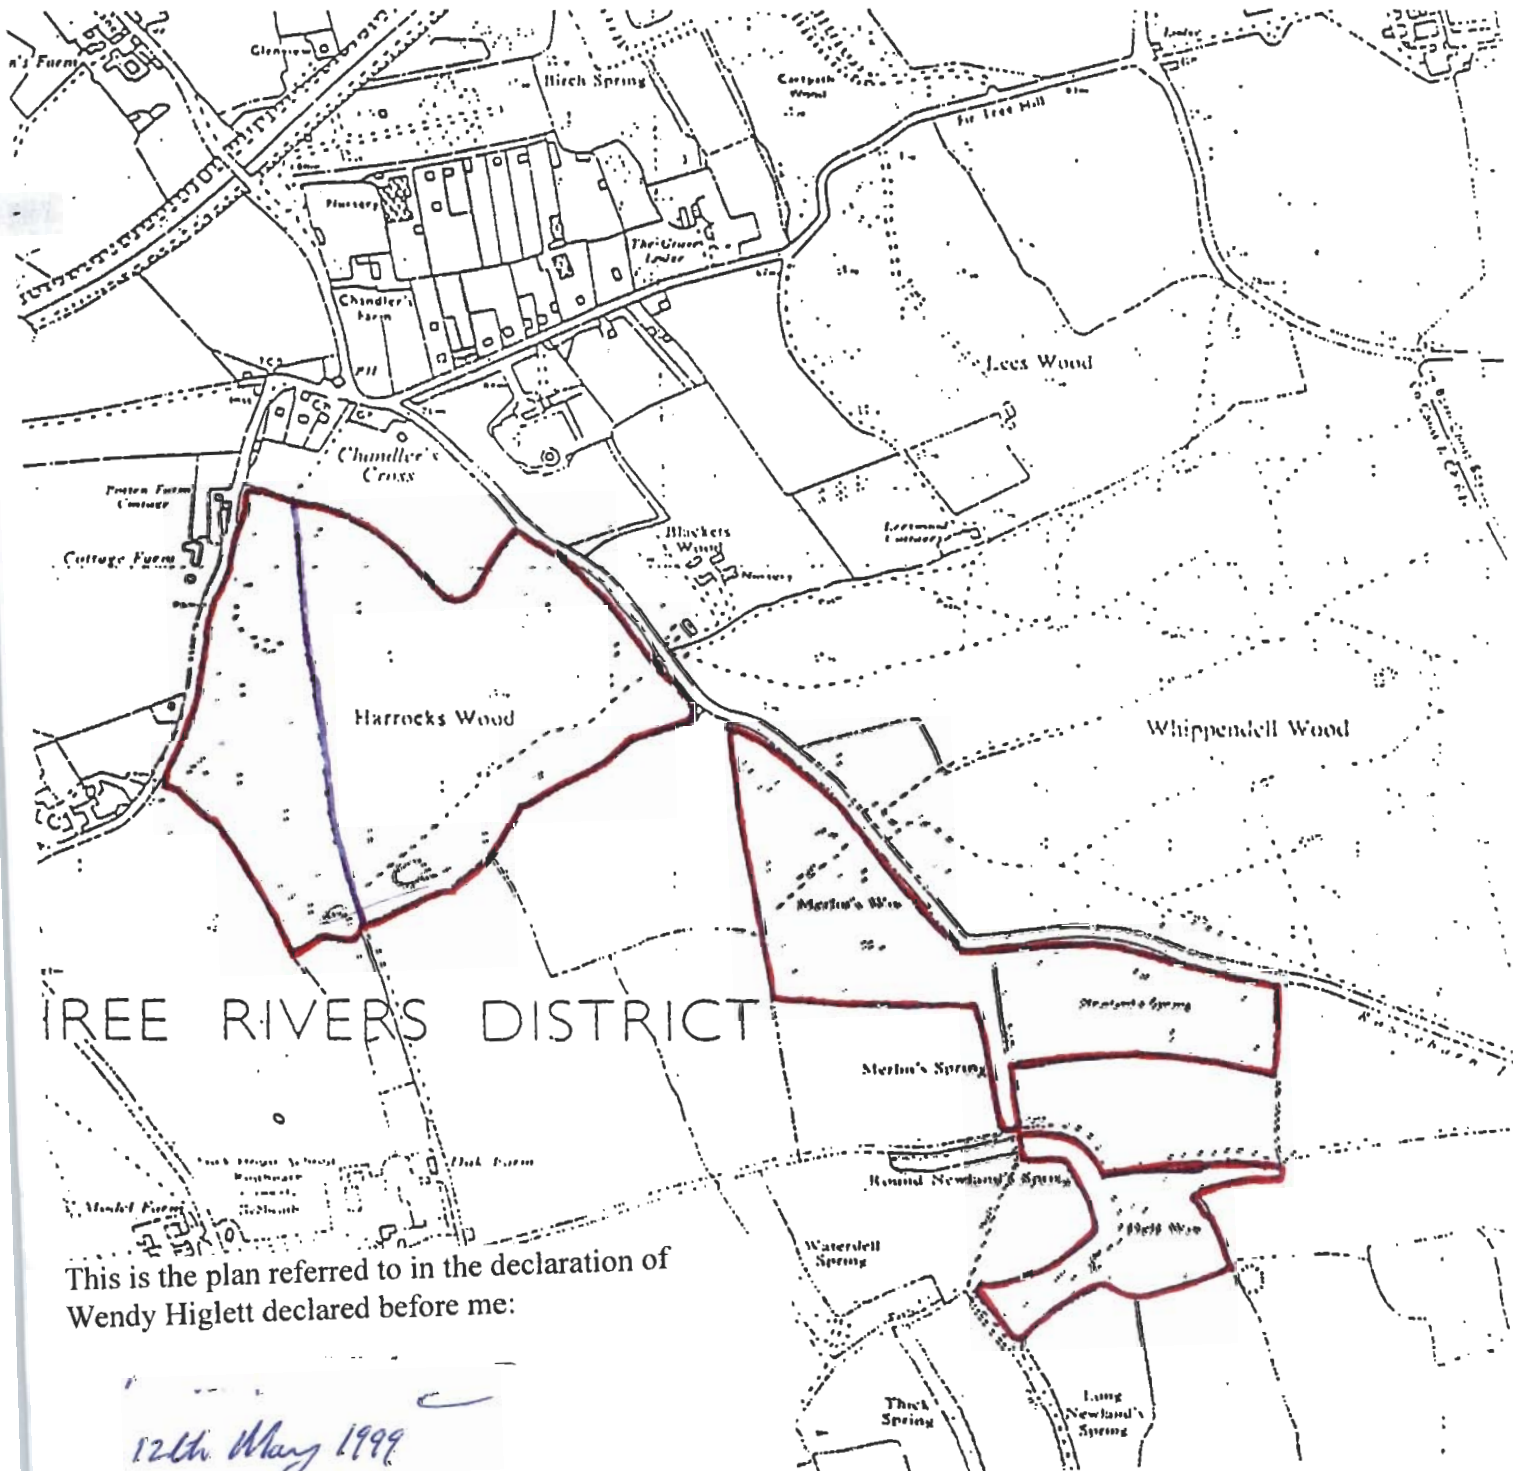 n's Farm
Glenview
Birch Spring
Fir Tree Hill
Lodge
Nursery
The Grove
Lodge
Chandler's
Farm
PH
Lees Wood
Chandler's
Cross
Cottage Farm
Blackets
Wood
Nursery
Harrocks Wood
Whippendell Wood
Merlin's Wood
IREE RIVERS DISTRICT
Merlin's Spring
Round Newland's Spring
Oak Farm
Model Farm
Waterdell
Spring
Thick
Spring
Long
Newland's
Spring
This is the plan referred to in the declaration of
Wendy Higlett declared before me:
12th May 1999